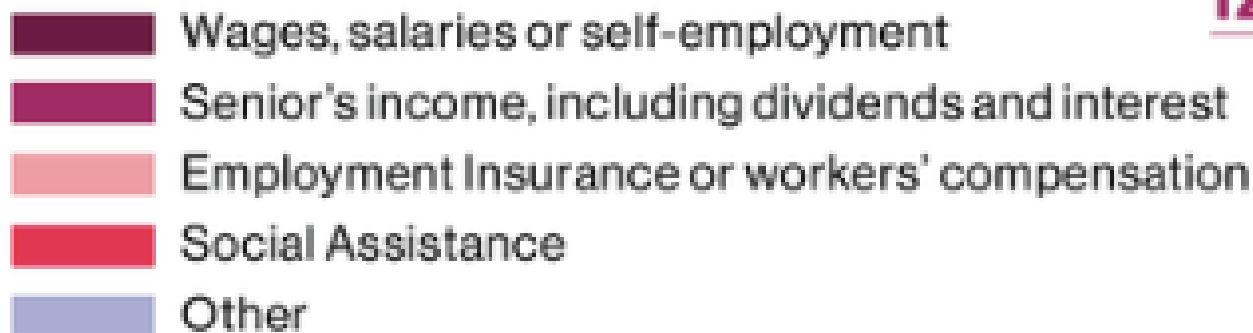 Wages, salaries or self-employment
Senior's income, including dividends and interest
Employment Insurance or workers' compensation
Social Assistance
Other